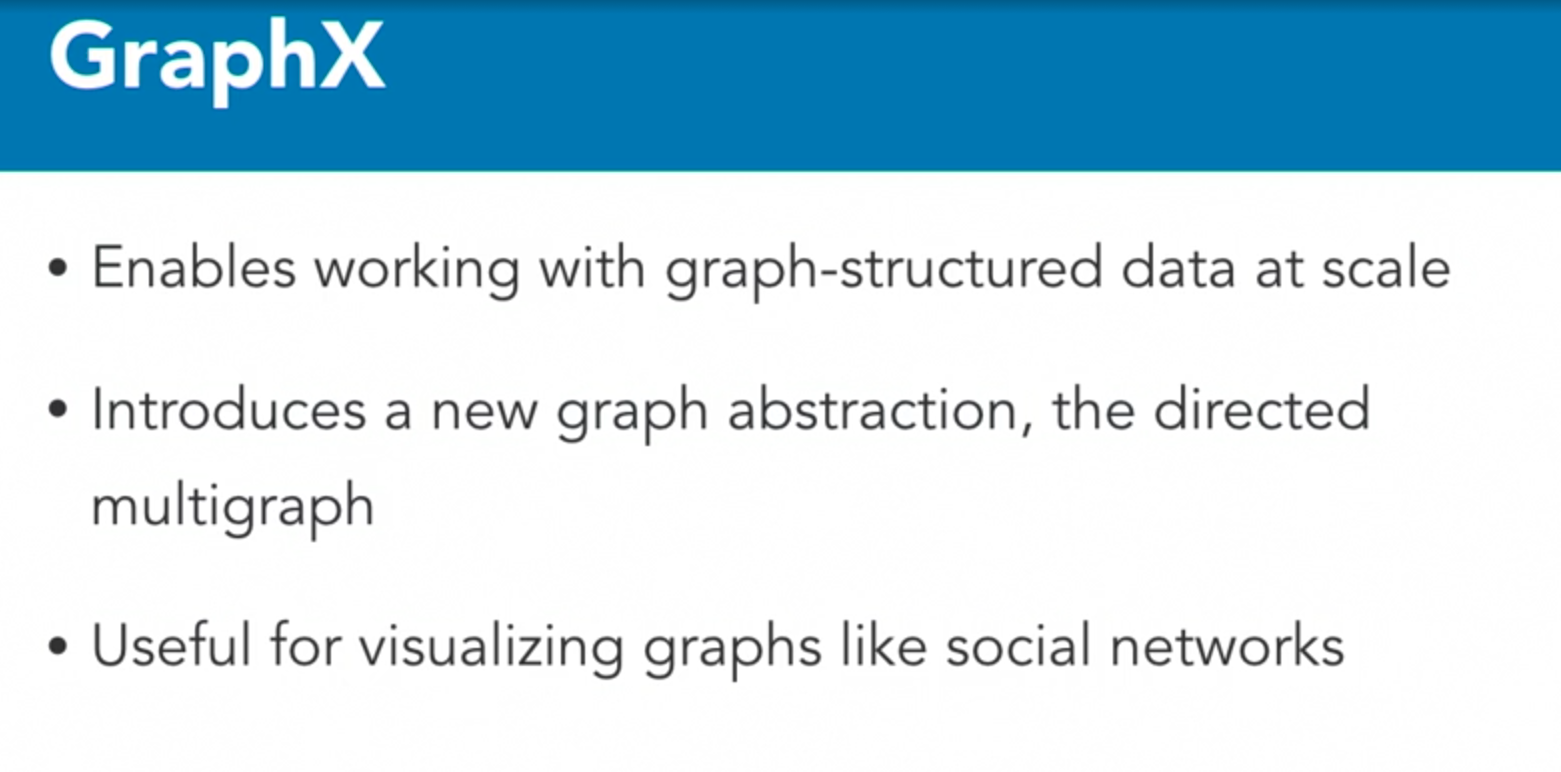 GraphX
• Enables working with graph-structured data at scale
• Introduces a new graph abstraction, the directed
multigraph
• Useful for visualizing graphs like social networks